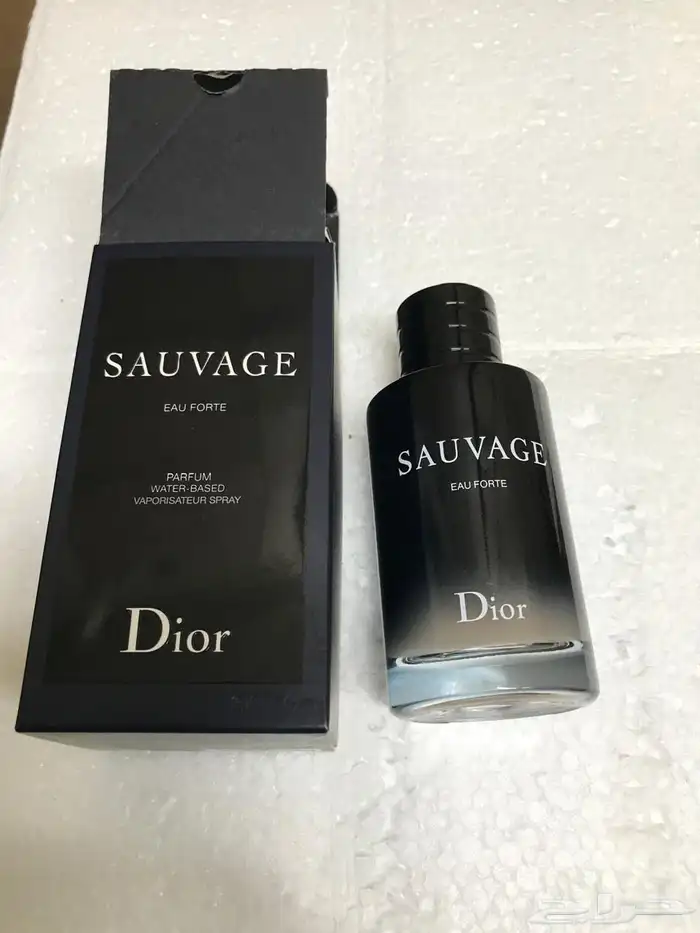 SAUVAGE
EAU FORTE
PARFUM
WATER-BASED
VAPORISATEUR SPRAY
Dior
SAUVAGE
EAU FORTE
Dior
حراج